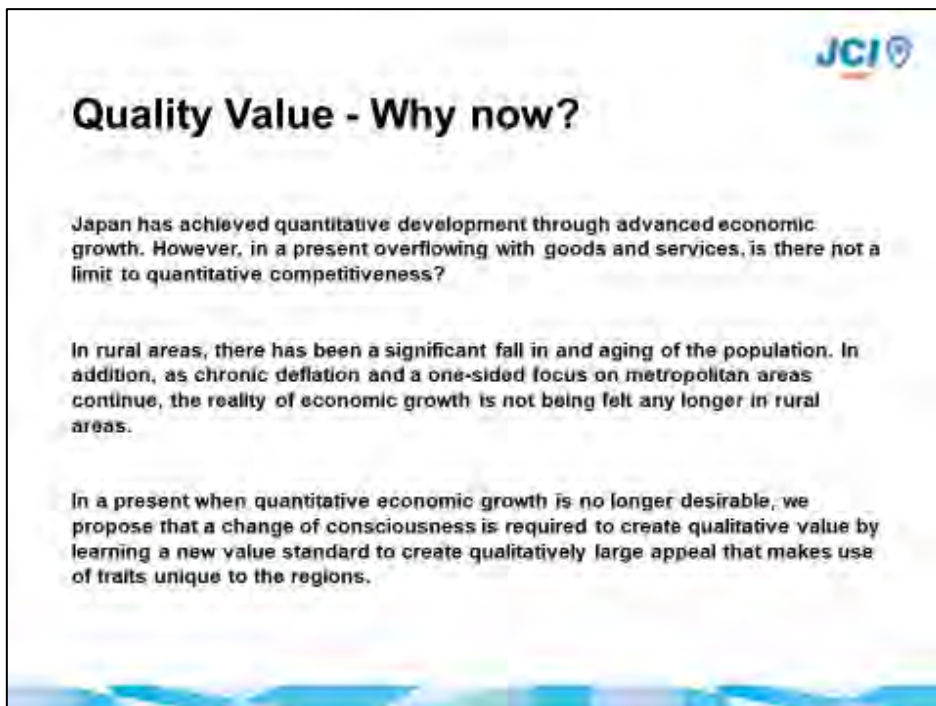 JCI
Quality Value - Why now?
Japan has achieved quantitative development through advanced economic
growth. However, in a present overflowing with goods and services, is there not a
limit to quantitative competitiveness?
In rural areas, there has been a significant fall in and aging of the population. In
addition, as chronic deflation and a one-sided focus on metropolitan areas
continue, the reality of economic growth is not being felt any longer in rural
areas.
In a present when quantitative economic growth is no longer desirable, we
propose that a change of consciousness is required to create qualitative value by
learning a new value standard to create qualitatively large appeal that makes use
of traits unique to the regions.